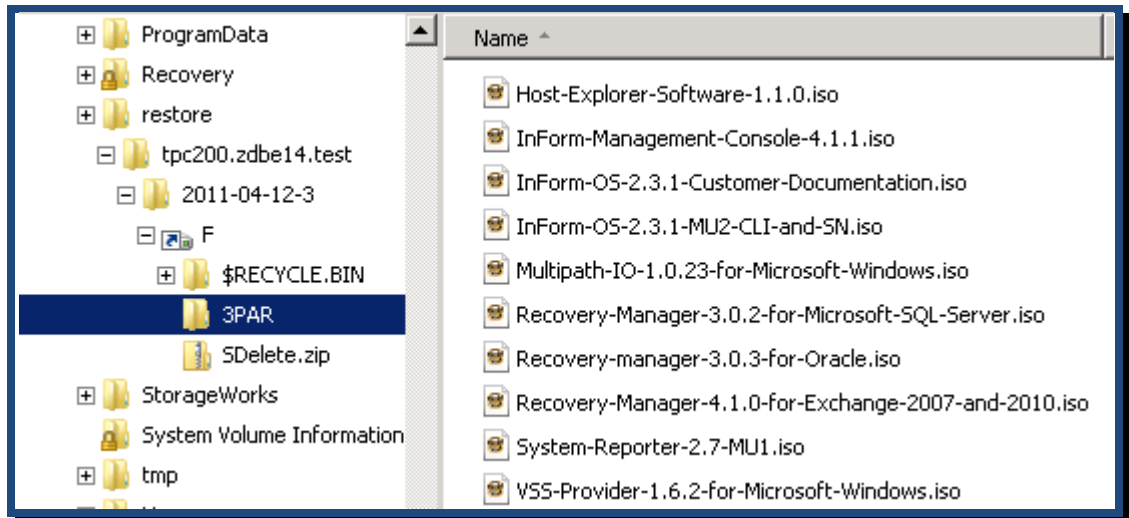 ProgramData
Recovery
restore
tpc200.zdbe14.test
2011-04-12-3
F
$RECYCLE.BIN
3PAR
SDelete.zip
StorageWorks
System Volume Information
tmp
Name
Host-Explorer-Software-1.1.0.iso
InForm-Management-Console-4.1.1.iso
InForm-OS-2.3.1-Customer-Documentation.iso
InForm-OS-2.3.1-MU2-CLI-and-SN.iso
Multipath-IO-1.0.23-for-Microsoft-Windows.iso
Recovery-Manager-3.0.2-for-Microsoft-SQL-Server.iso
Recovery-manager-3.0.3-for-Oracle.iso
Recovery-Manager-4.1.0-for-Exchange-2007-and-2010.iso
System-Reporter-2.7-MU1.iso
VSS-Provider-1.6.2-for-Microsoft-Windows.iso